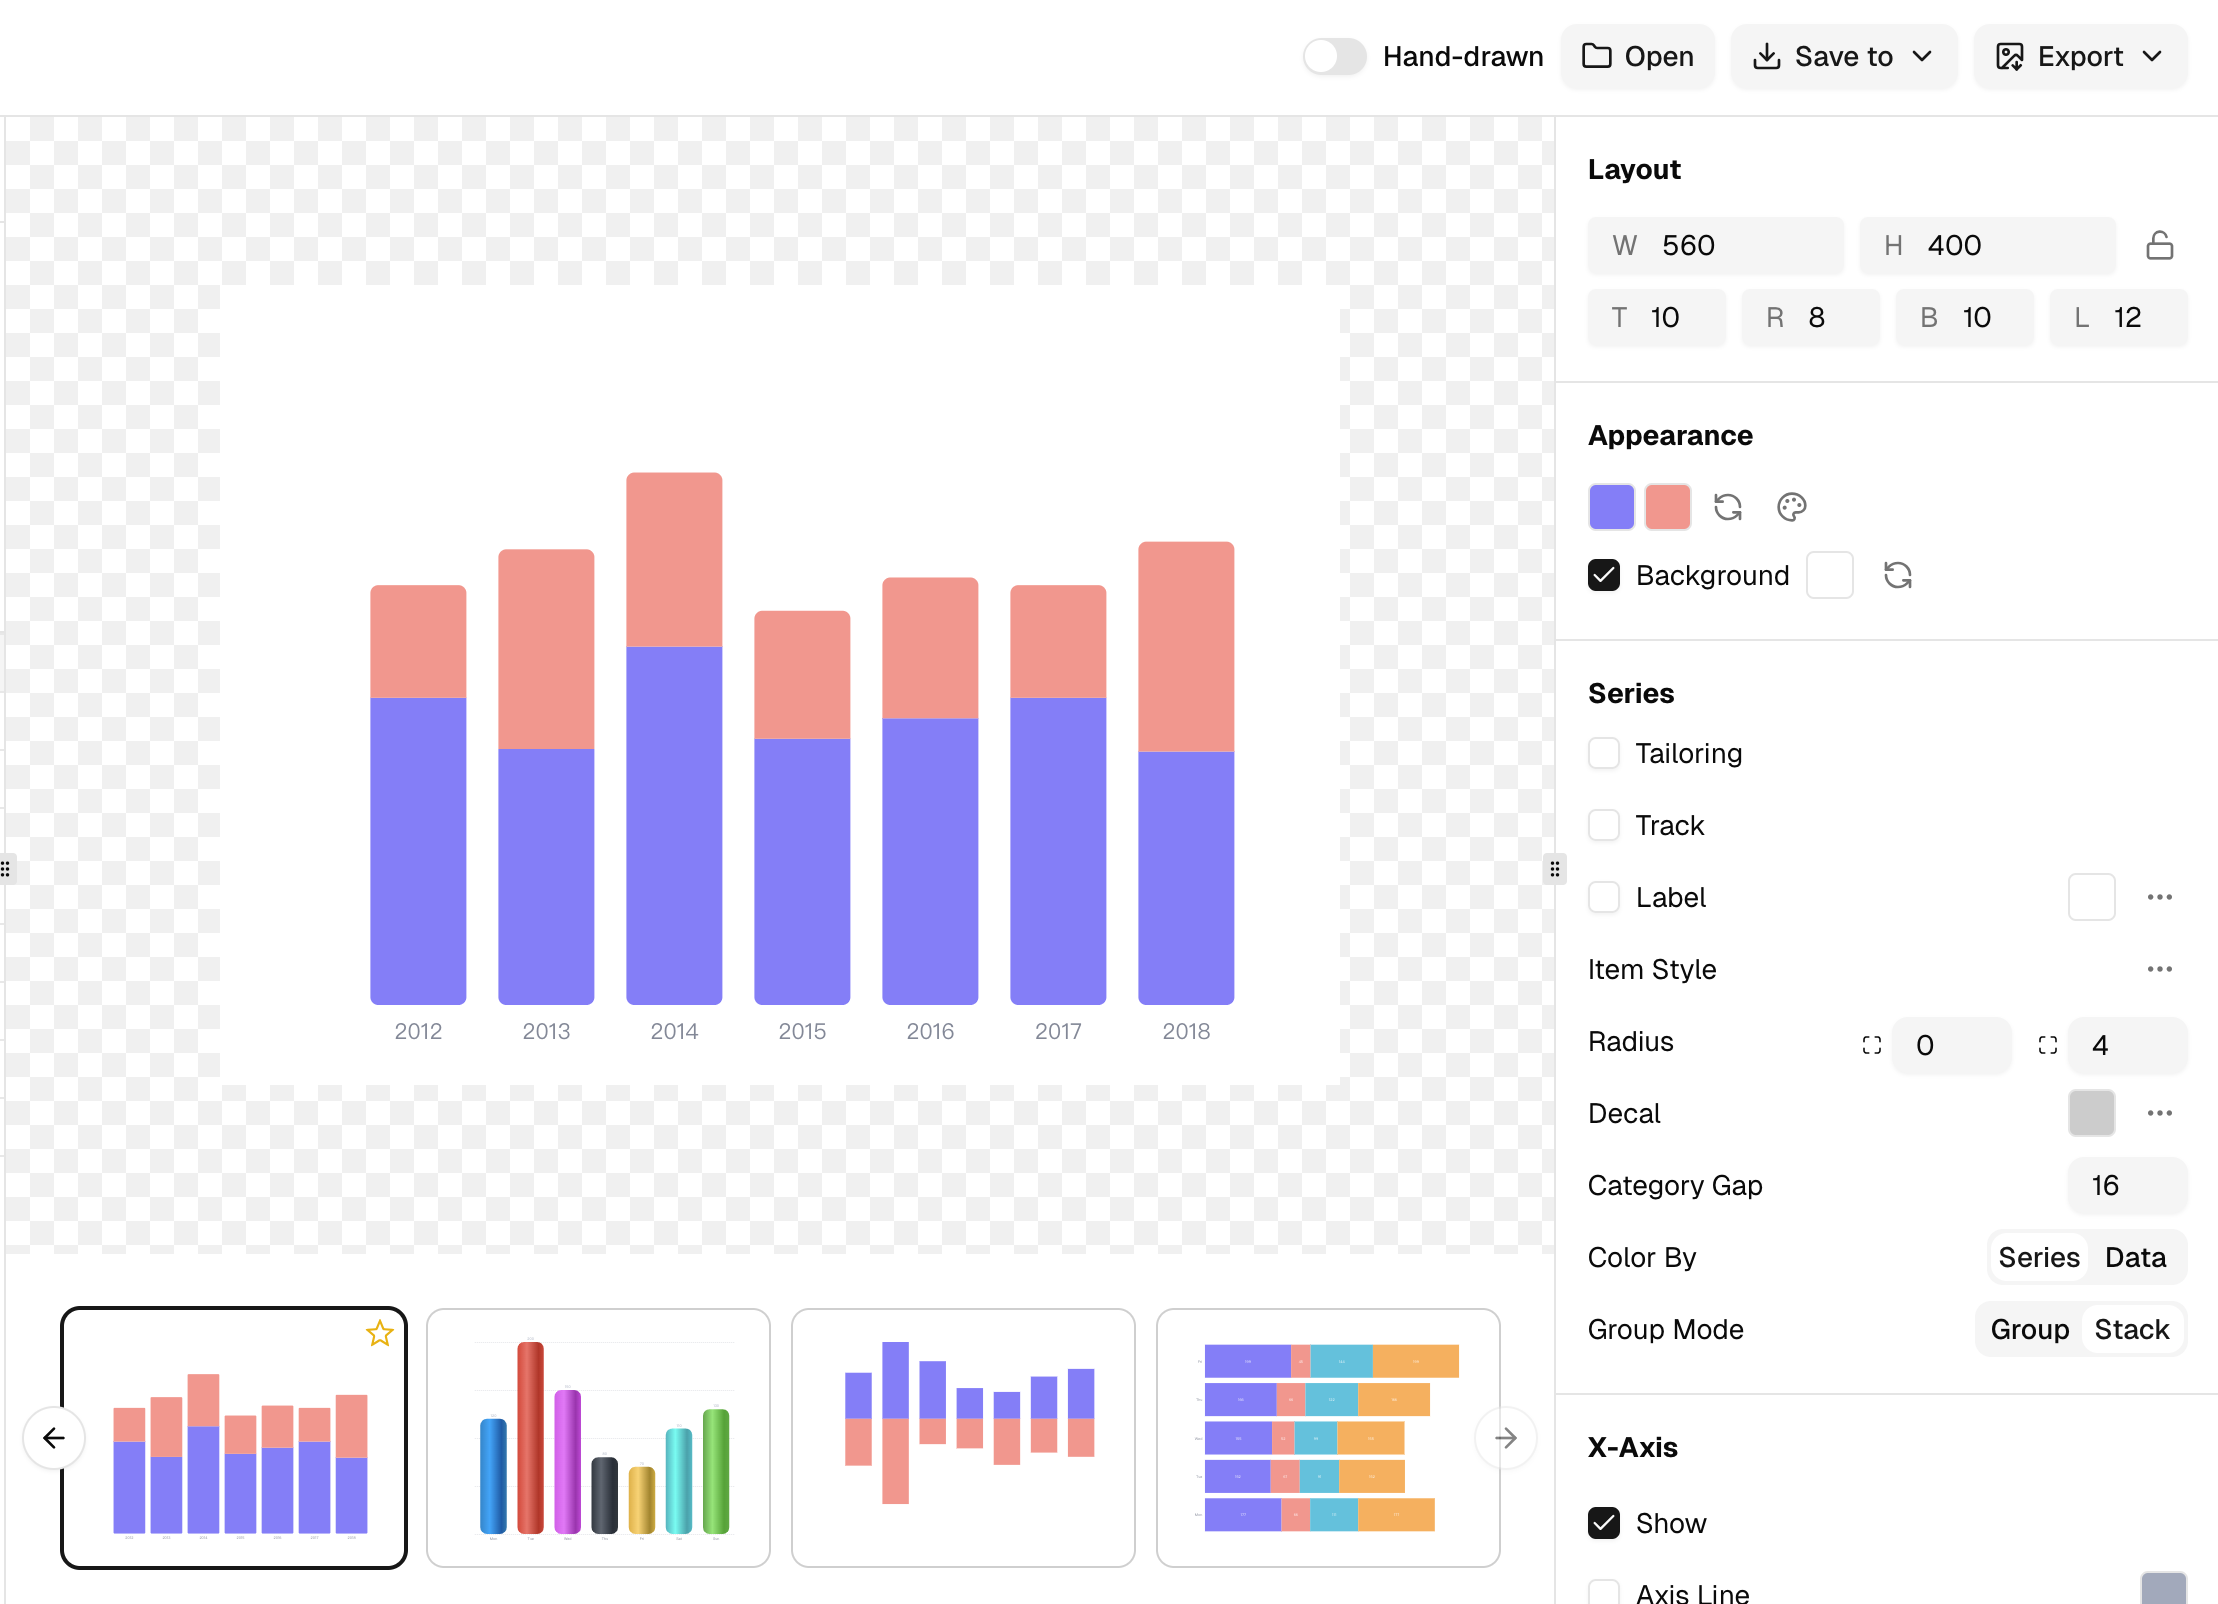 Hand-drawn Open Save to Export
Layout
W 560 H 400
T 10 R 8 B 10 L 12
Appearance
Background
Series
Tailoring
Track
Label
Item Style
Radius 0 4
Decal
Category Gap 16
Color By Series Data
Group Mode Group Stack
X-Axis
Show
Axis Line
2012 2013 2014 2015 2016 2017 2018